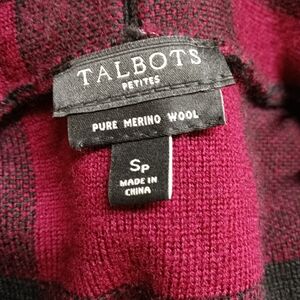 TALBOTS
PETITES
PURE MERINO WOOL
SP
MADE IN
CHINA